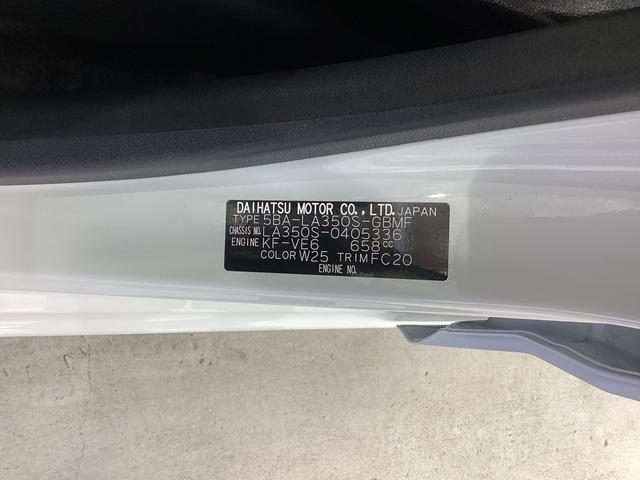 DAIHATSU MOTOR CO.,LTD. JAPAN
TYPE 5BA-LA350S-GBMF
CHASSIS NO. LA350S-0405336
ENGINE KF-VE6 658cc
COLOR W25 TRIM FC20
ENGINE NO.